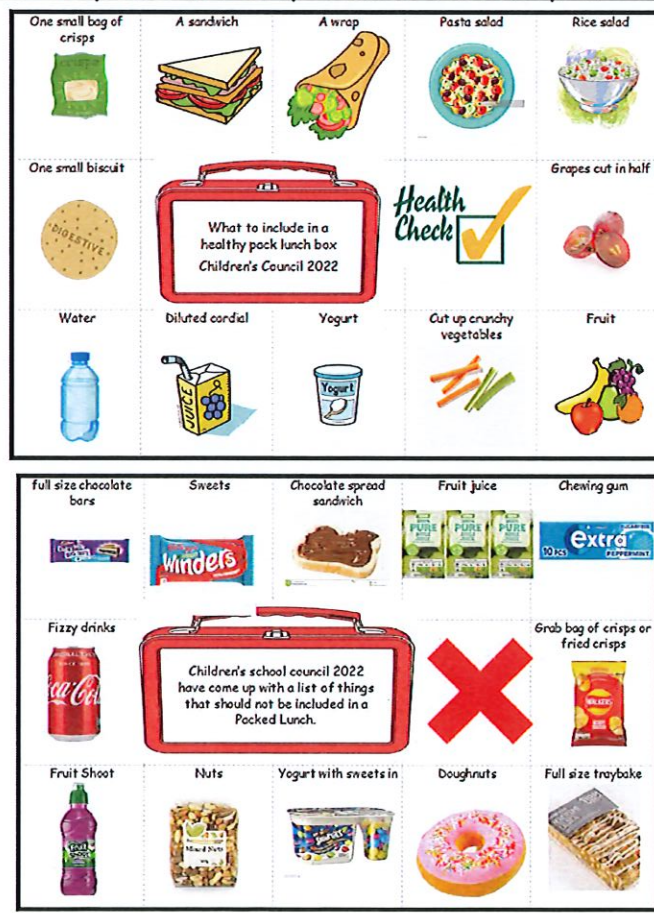 One small bag of
crisps
A sandwich
A wrap
Pasta salad
Rice salad
One small biscuit
DIGESTIVE
What to include in a
healthy pack lunch box
Children's Council 2022
Health
Check
Grapes cut in half
Water
Diluted cordial
JUICE
Yogurt
Yogurt
Cut up crunchy
vegetables
Fruit
full size chocolate
bars
Sweets
Winders
Chocolate spread
sandwich
Fruit juice
PURE
PURE
PURE
Chewing gum
extra
10 PCS
PEPPERMINT
Fizzy drinks
Coca-Cola
Children's school council 2022
have come up with a list of things
that should not be included in a
Packed Lunch.
Grab bag of crisps or
fried crisps
WALKERS
Fruit Shoot
Fruit
Shoot
Nuts
Mixed Nuts
Yogurt with sweets in
Doughnuts
Full size traybake